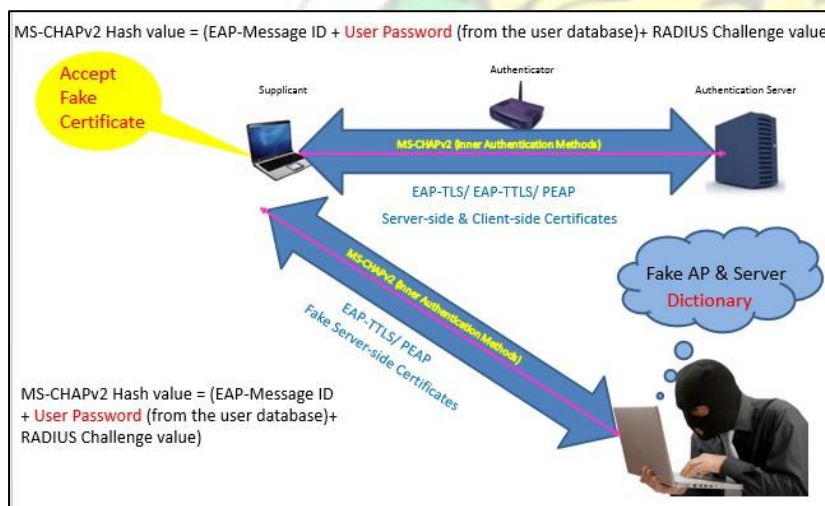 MS-CHAPv2 Hash value = (EAP-Message ID + User Password (from the user database)+ RADIUS Challenge value
Accept
Fake
Certificate
Supplicant
Authenticator
Authentication Server
MS-CHAPv2 (Inner Authentication Methods)
EAP-TLS/ EAP-TTLS/ PEAP
Server-side & Client-side Certificates
MS-CHAPv2 (Inner Authentication Methods)
EAP-TTLS/ PEAP
Fake Server-side Certificates
Fake AP & Server
Dictionary
MS-CHAPv2 Hash value = (EAP-Message ID
+ User Password (from the user database)+
RADIUS Challenge value)